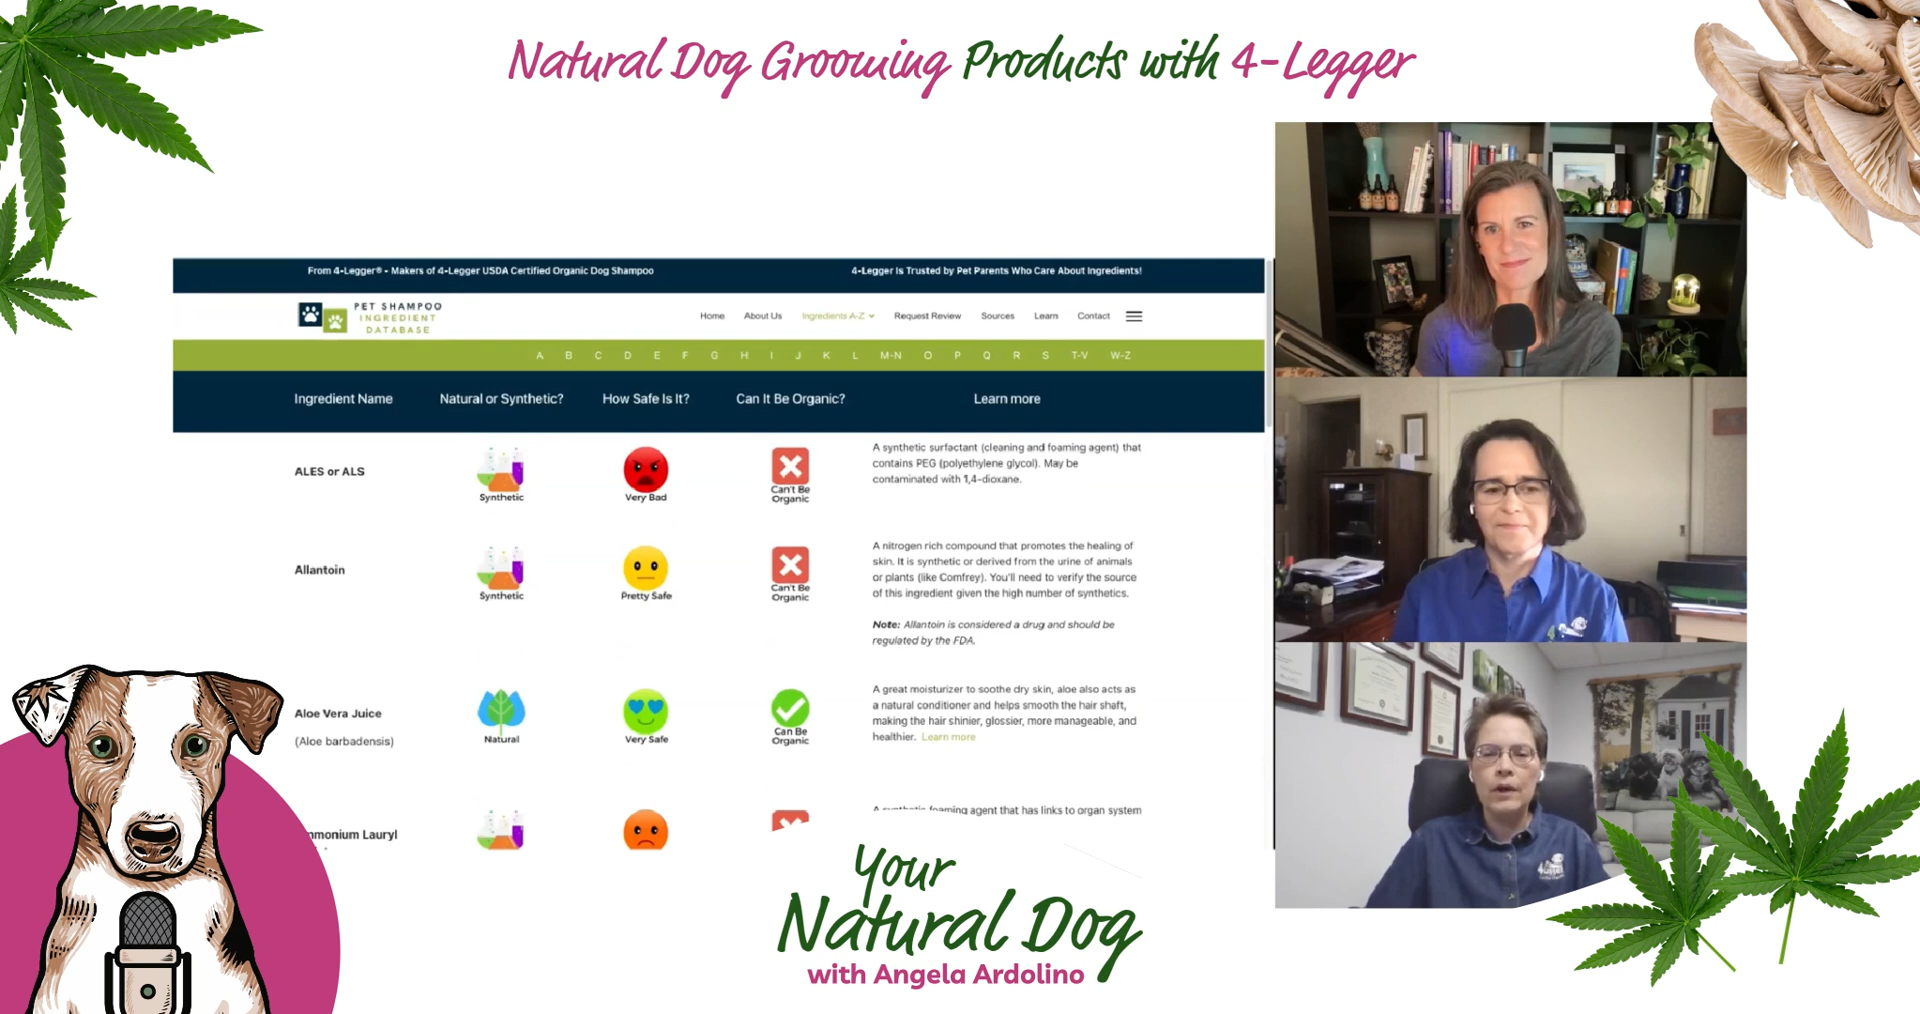 Natural Dog Grooming Products with 4-Legger
From 4-Legger® - Makers of 4-Legger USDA Certified Organic Dog Shampoo
4-Legger Is Trusted by Pet Parents Who Care About Ingredients!
PET SHAMPOO
INGREDIENT
DATABASE
Home About Us Ingredients A-Z Request Review Sources Learn Contact
A B C D E F G H I J K L M-N O P Q R S T-V W-Z
Ingredient Name Natural or Synthetic? How Safe Is It? Can It Be Organic? Learn more
ALES or ALS
Synthetic
Very Bad
Can't Be
Organic
A synthetic surfactant (cleaning and foaming agent) that
contains PEG (polyethylene glycol). May be
contaminated with 1,4-dioxane.
Allantoin
Synthetic
Pretty Safe
Can't Be
Organic
A nitrogen rich compound that promotes the healing of
skin. It is synthetic or derived from the urine of animals
or plants (like Comfrey). You'll need to verify the source
of this ingredient given the high number of synthetics.
Note: Allantoin is considered a drug and should be
regulated by the FDA.
Aloe Vera Juice
(Aloe barbadensis)
Natural
Very Safe
Can Be
Organic
A great moisturizer to soothe dry skin, aloe also acts as
a natural conditioner and helps smooth the hair shaft,
making the hair shinier, glossier, more manageable, and
healthier. Learn more
mmonium Lauryl
A synthetic foaming agent that has links to organ system
Your
Natural Dog
with Angela Ardolino